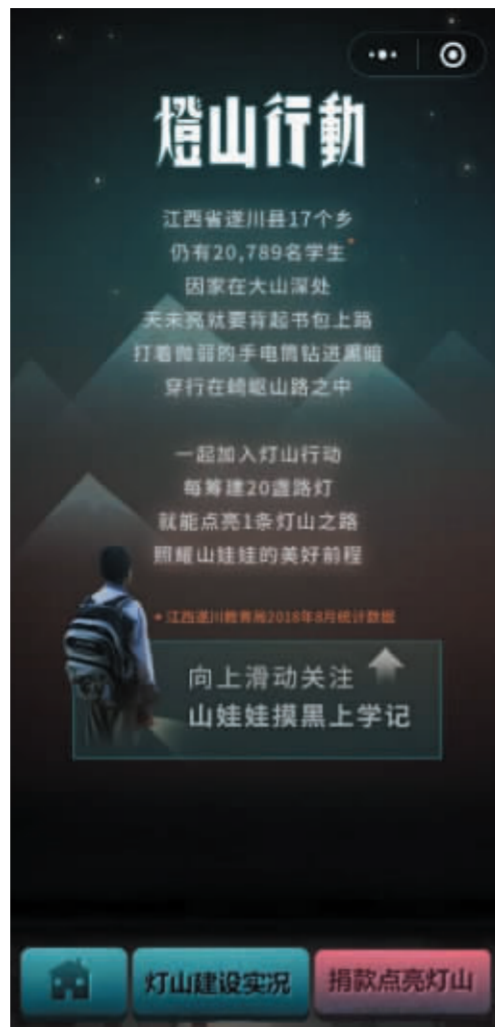 燈山行動
江西省遂川县17个乡
仍有20,789名学生*
因家在大山深处
天未亮就要背起书包上路
打着微弱的手电筒钻进黑暗
穿行在崎岖山路之中
一起加入灯山行动
每筹建20盏路灯
就能点亮1条灯山之路
照耀山娃娃的美好前程
* 江西遂川教育局2018年8月统计数据
向上滑动关注
山娃娃摸黑上学记
灯山建设实况
捐款点亮灯山